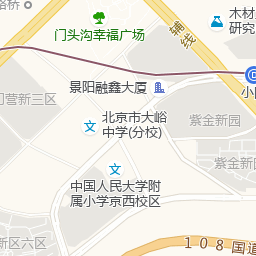 木材
研究
门头沟幸福广场
辅线
景阳融鑫大厦
小
新三区
北京市大峪
中学(分校)
紫金新园
紫金新园
中国人民大学附
属小学京西校区
新区六区
108国道